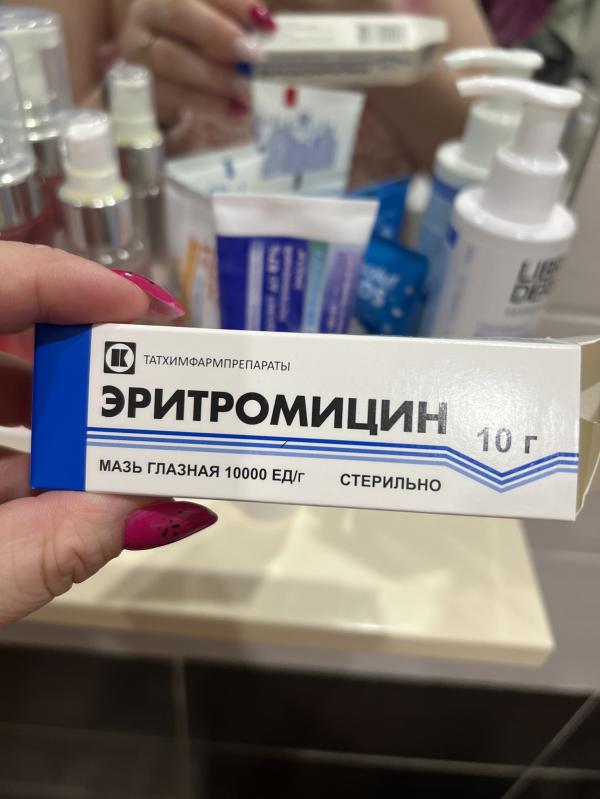 ТАТХИМФАРМПРЕПАРАТЫ
ЭРИТРОМИЦИН
10 г
МАЗЬ ГЛАЗНАЯ 10000 ЕД/г СТЕРИЛЬНО